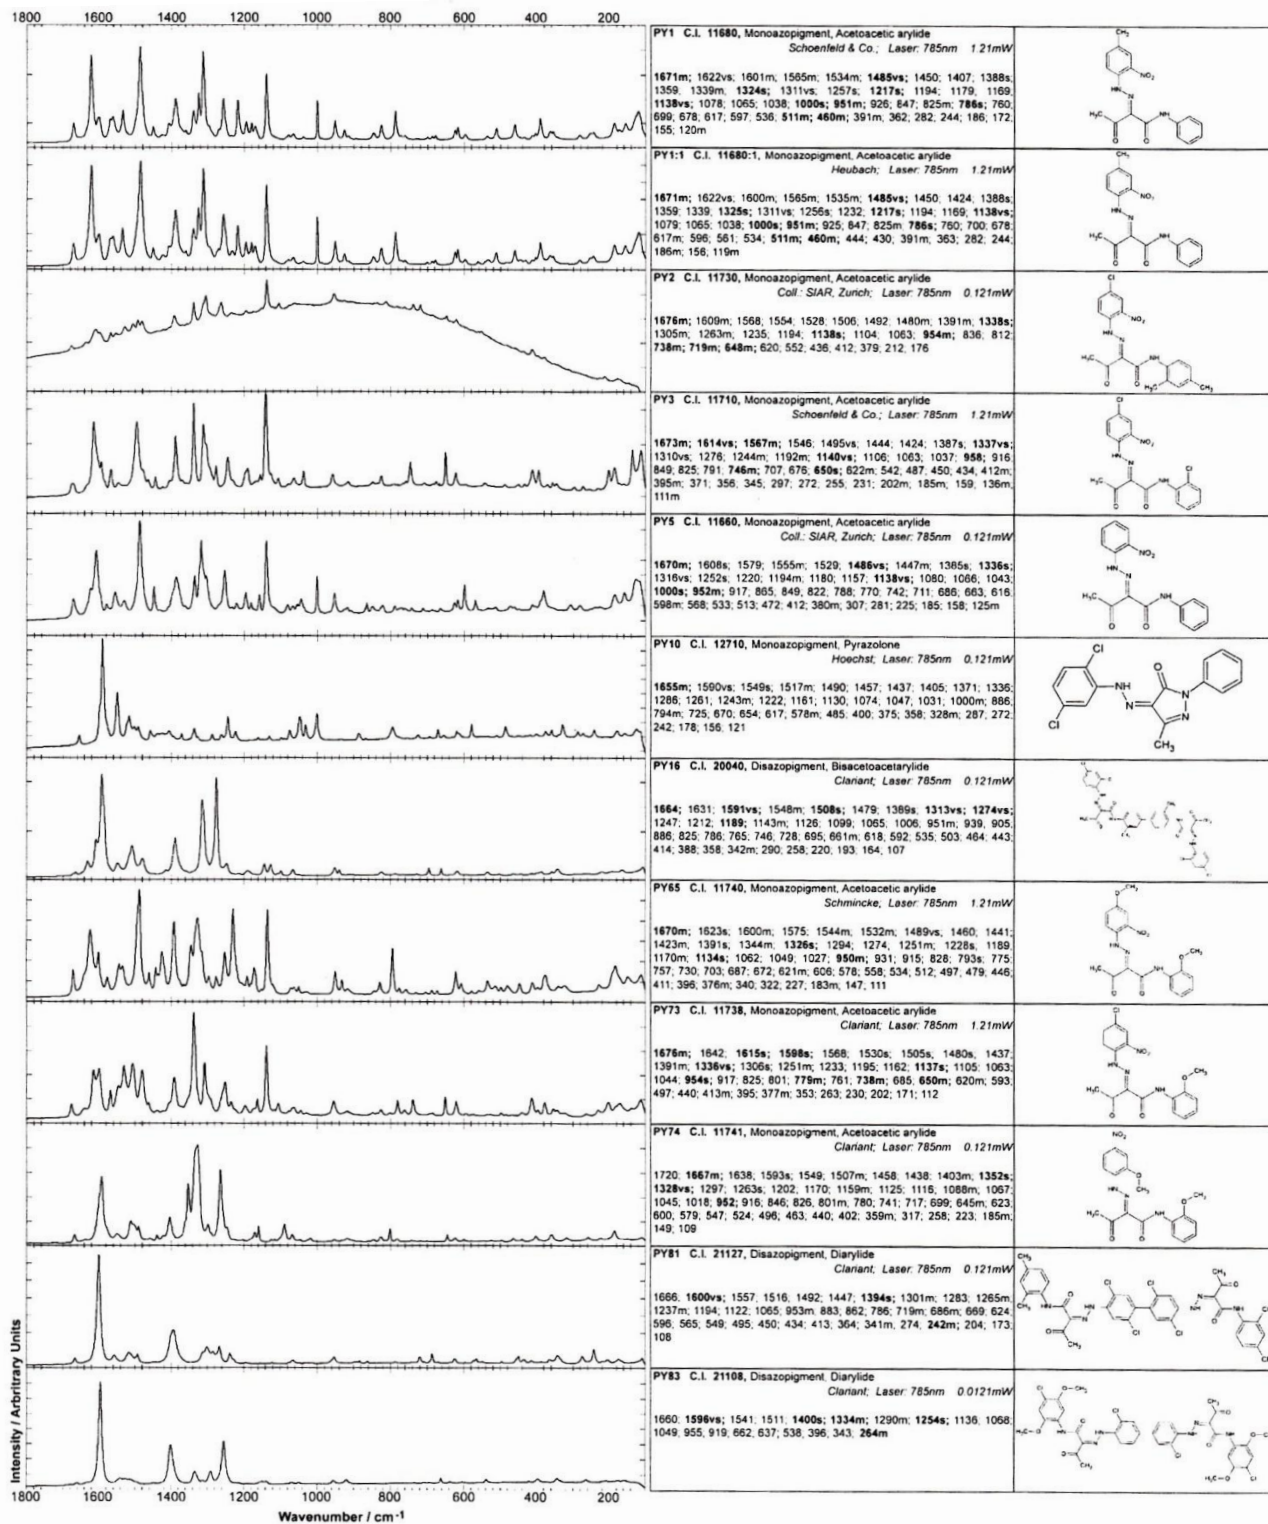 1800 1600 1400 1200 1000 800 600 400 200
PY1 C.I. 11680, Monoazopigment, Acetoacetic arylide
Schoenfeld & Co.; Laser: 785nm 1.21mW
1671m; 1622vs; 1601m; 1565m; 1534m; 1485vs; 1450; 1407; 1388s;
1359; 1339m; 1324s; 1311vs; 1257s; 1217s; 1194; 1179; 1169;
1138vs; 1078; 1065; 1038; 1000s; 951m; 926; 847; 825m; 786s; 760;
699; 678; 617; 597; 536; 511m; 460m; 391m; 362; 282; 244; 186; 172;
155; 120m
PY1:1 C.I. 11680:1, Monoazopigment, Acetoacetic arylide
Heubach; Laser: 785nm 1.21mW
1671m; 1622vs; 1600m; 1565m; 1535m; 1485vs; 1450; 1424; 1388s;
1359; 1339; 1325s; 1311vs; 1256s; 1232; 1217s; 1194; 1169; 1138vs;
1079; 1065; 1038; 1000s; 951m; 925; 847; 825m; 786s; 760; 700; 678;
617m; 596; 561; 534; 511m; 460m; 444; 430; 391m; 363; 282; 244;
186m; 156; 119m
PY2 C.I. 11730, Monoazopigment, Acetoacetic arylide
Coll.: SIAR, Zurich; Laser: 785nm 0.121mW
1676m; 1609m; 1568; 1554; 1528; 1506; 1492; 1480m; 1391m; 1338s;
1305m; 1263m; 1235; 1194; 1138s; 1104; 1063; 954m; 836; 812;
738m; 719m; 648m; 620; 552; 436; 412; 379; 212; 176
PY3 C.I. 11710, Monoazopigment, Acetoacetic arylide
Schoenfeld & Co.; Laser: 785nm 1.21mW
1673m; 1614vs; 1567m; 1546; 1495vs; 1444; 1424; 1387s; 1337vs;
1310vs; 1276; 1244m; 1192m; 1140vs; 1106; 1063; 1037; 958; 916;
849; 825; 791; 746m; 707; 676; 650s; 622m; 542; 487; 450; 434; 412m;
395m; 371; 356; 345; 297; 272; 255; 231; 202m; 185m; 159; 136m;
111m
PY5 C.I. 11660, Monoazopigment, Acetoacetic arylide
Coll.: SIAR, Zurich; Laser: 785nm 0.121mW
1670m; 1608s; 1579; 1555m; 1529; 1486vs; 1447m; 1385s; 1336s;
1316vs; 1252s; 1220; 1194m; 1180; 1157; 1138vs; 1080; 1066; 1043;
1000s; 952m; 917; 865; 849; 822; 788; 770; 742; 711; 686; 663; 616;
598m; 568; 533; 513; 472; 412; 380m; 307; 281; 225; 185; 158; 125m
PY10 C.I. 12710, Monoazopigment, Pyrazolone
Hoechst; Laser: 785nm 0.121mW
1655m; 1590vs; 1549s; 1517m; 1490; 1457; 1437; 1405; 1371; 1336;
1286; 1261; 1243m; 1222; 1161; 1130; 1074; 1047; 1031; 1000m; 886;
794m; 725; 670; 654; 617; 578m; 485; 400; 375; 358; 328m; 287; 272;
242; 178; 156; 121
PY16 C.I. 20040, Disazopigment, Bisacetoacetarylide
Clariant; Laser: 785nm 0.121mW
1664; 1631; 1591vs; 1548m; 1508s; 1479; 1389s; 1313vs; 1274vs;
1247; 1212; 1189; 1143m; 1126; 1099; 1065; 1006; 951m; 939; 905;
886; 825; 786; 765; 746; 728; 695; 661m; 618; 592; 535; 503; 464; 443;
414; 388; 358; 342m; 290; 258; 220; 193; 164; 107
PY65 C.I. 11740, Monoazopigment, Acetoacetic arylide
Schmincke; Laser: 785nm 1.21mW
1670m; 1623s; 1600m; 1575; 1544m; 1532m; 1489vs; 1460; 1441;
1423m; 1391s; 1344m; 1326s; 1294; 1274; 1251m; 1228s; 1189;
1170m; 1134s; 1062; 1049; 1027; 950m; 931; 915; 828; 793s; 775;
757; 730; 703; 687; 672; 621m; 606; 578; 558; 534; 512; 497; 479; 446;
411; 396; 376m; 340; 322; 227; 183m; 147; 111
PY73 C.I. 11738, Monoazopigment, Acetoacetic arylide
Clariant; Laser: 785nm 1.21mW
1676m; 1642; 1615s; 1598s; 1568; 1530s; 1505s; 1480s; 1437;
1391m; 1336vs; 1306s; 1251m; 1233; 1195; 1162; 1137s; 1105; 1063;
1044; 954s; 917; 825; 801; 779m; 761; 738m; 685; 650m; 620m; 593;
497; 440; 413m; 395; 377m; 353; 263; 230; 202; 171; 112
PY74 C.I. 11741, Monoazopigment, Acetoacetic arylide
Clariant; Laser: 785nm 0.121mW
1720; 1667m; 1638; 1593s; 1549; 1507m; 1458; 1438; 1403m; 1352s;
1328vs; 1297; 1263s; 1202; 1170; 1159m; 1125; 1116; 1088m; 1067;
1045; 1018; 952; 916; 846; 826; 801m; 780; 741; 717; 699; 645m; 623;
600; 579; 547; 524; 496; 463; 440; 402; 359m; 317; 258; 223; 185m;
149; 109
PY81 C.I. 21127, Disazopigment, Diarylide
Clariant; Laser: 785nm 0.121mW
1666; 1600vs; 1557; 1516; 1492; 1447; 1394s; 1301m; 1283; 1265m;
1237m; 1194; 1122; 1065; 953m; 883; 862; 786; 719m; 686m; 669; 624;
596; 565; 549; 495; 450; 434; 413; 364; 341m; 274; 242m; 204; 173;
108
PY83 C.I. 21108, Disazopigment, Diarylide
Clariant; Laser: 785nm 0.0121mW
1660; 1596vs; 1541; 1511; 1400s; 1334m; 1290m; 1254s; 1136; 1068;
1049; 955; 919; 662; 637; 538; 396; 343; 264m
Intensity / Arbritrary Units
1800 1600 1400 1200 1000 800 600 400 200
Wavenumber / cm-1